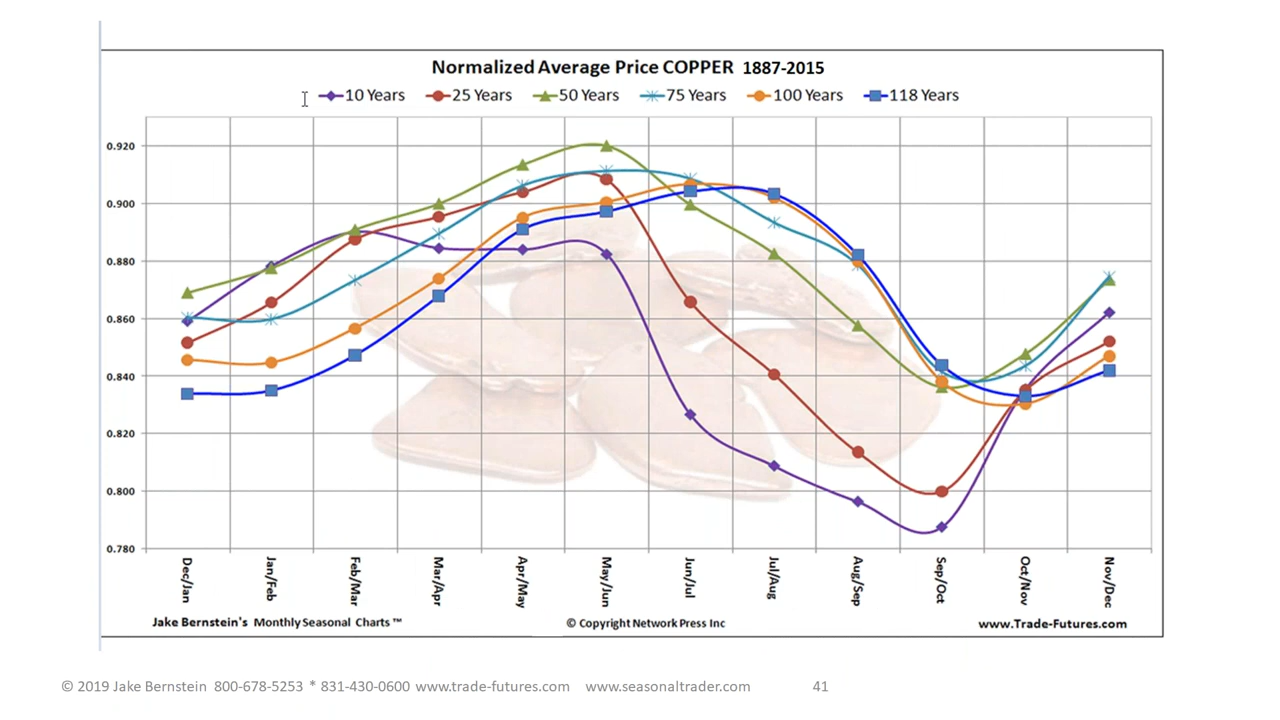 Normalized Average Price COPPER 1887-2015
10 Years 25 Years 50 Years 75 Years 100 Years 118 Years
0.920
0.900
0.880
0.860
0.840
0.820
0.800
0.780
Dec/Jan Jan/Feb Feb/Mar Mar/Apr Apr/May May/Jun Jun/Jul Jul/Aug Aug/Sep Sep/Oct Oct/Nov Nov/Dec
Jake Bernstein's Monthly Seasonal Charts ™ © Copyright Network Press Inc www.Trade-Futures.com
© 2019 Jake Bernstein 800-678-5253 * 831-430-0600 www.trade-futures.com www.seasonaltrader.com 41